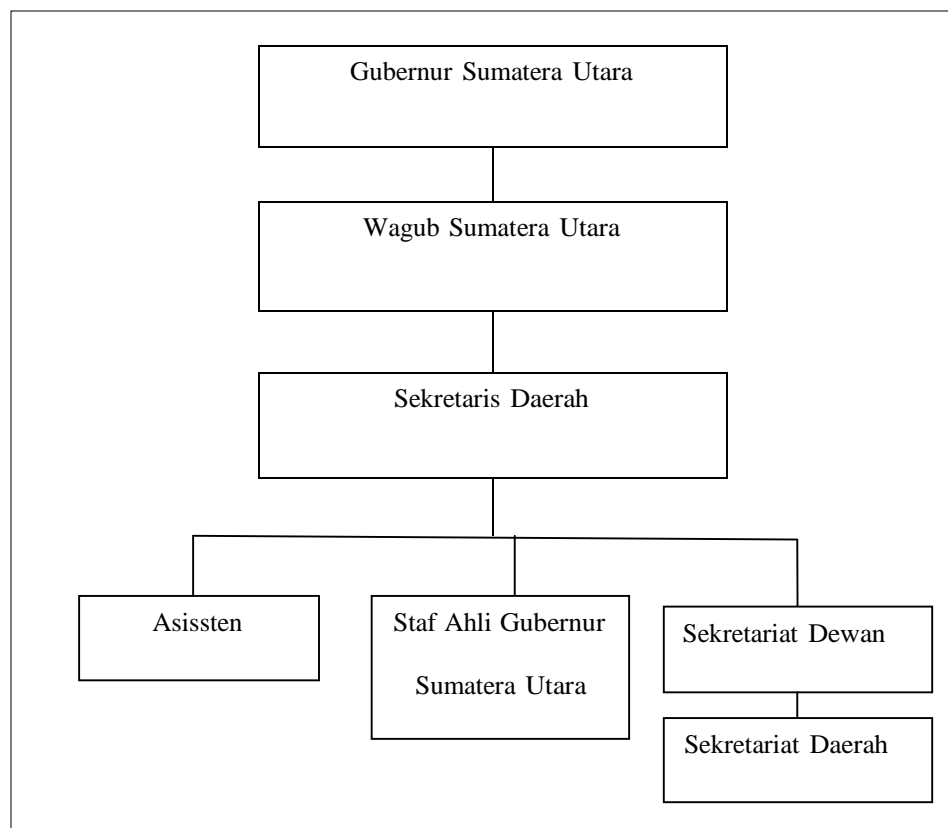 Gubernur Sumatera Utara
Wagub Sumatera Utara
Sekretaris Daerah
Asissten
Staf Ahli Gubernur
Sumatera Utara
Sekretariat Dewan
Sekretariat Daerah